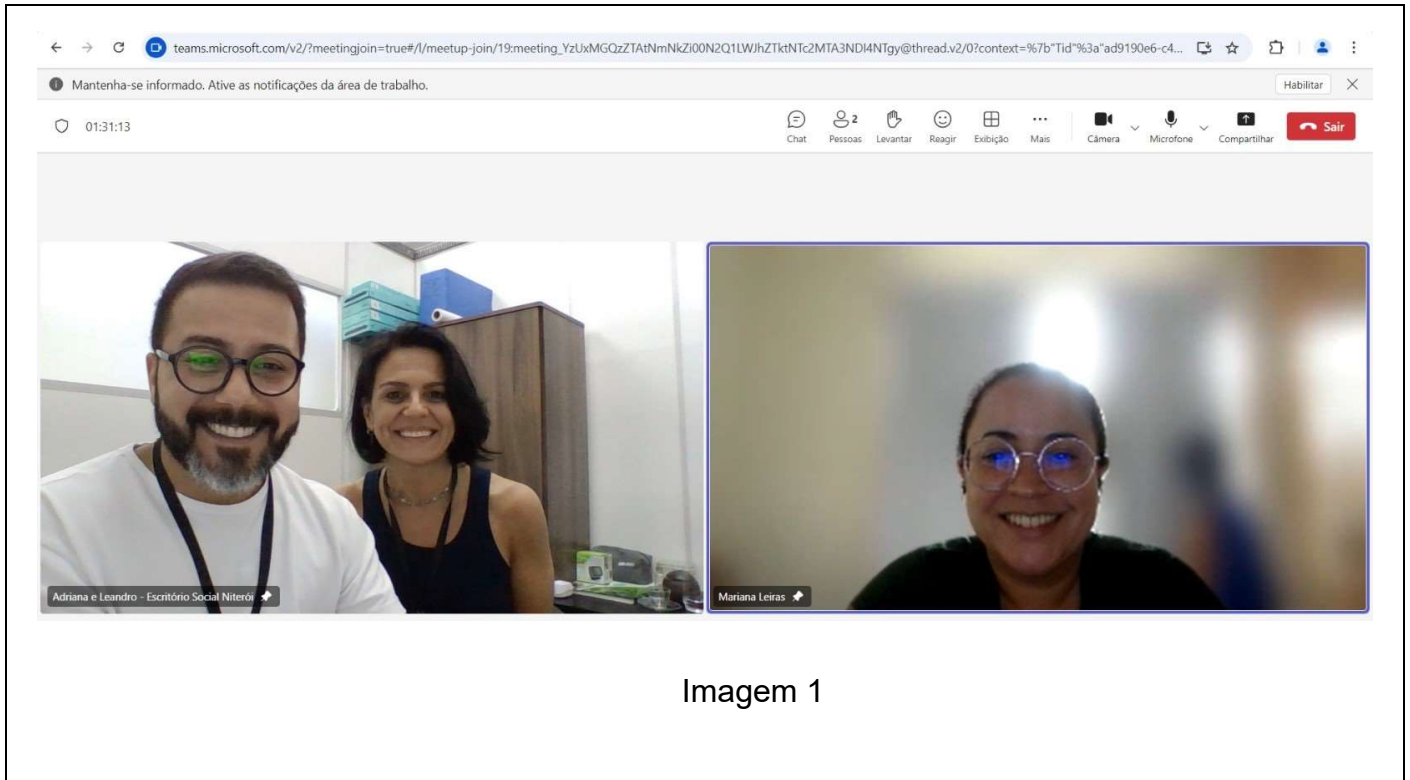 teams.microsoft.com/v2/?meetingjoin=true#/l/meetup-join/19:meeting_YzUxMGQzZTAtNmNkZi00N2Q1LWJhZTktNTc2MTA3NDI4NTgy@thread.v2/0?context=%7b"Tid"%3a"ad9190e6-c4...
Mantenha-se informado. Ative as notificações da área de trabalho.
Habilitar
01:31:13
2
Chat Pessoas Levantar Reagir Exibição Mais Câmera Microfone Compartilhar Sair
Adriana e Leandro - Escritório Social Niterói
Mariana Leiras
Imagem 1